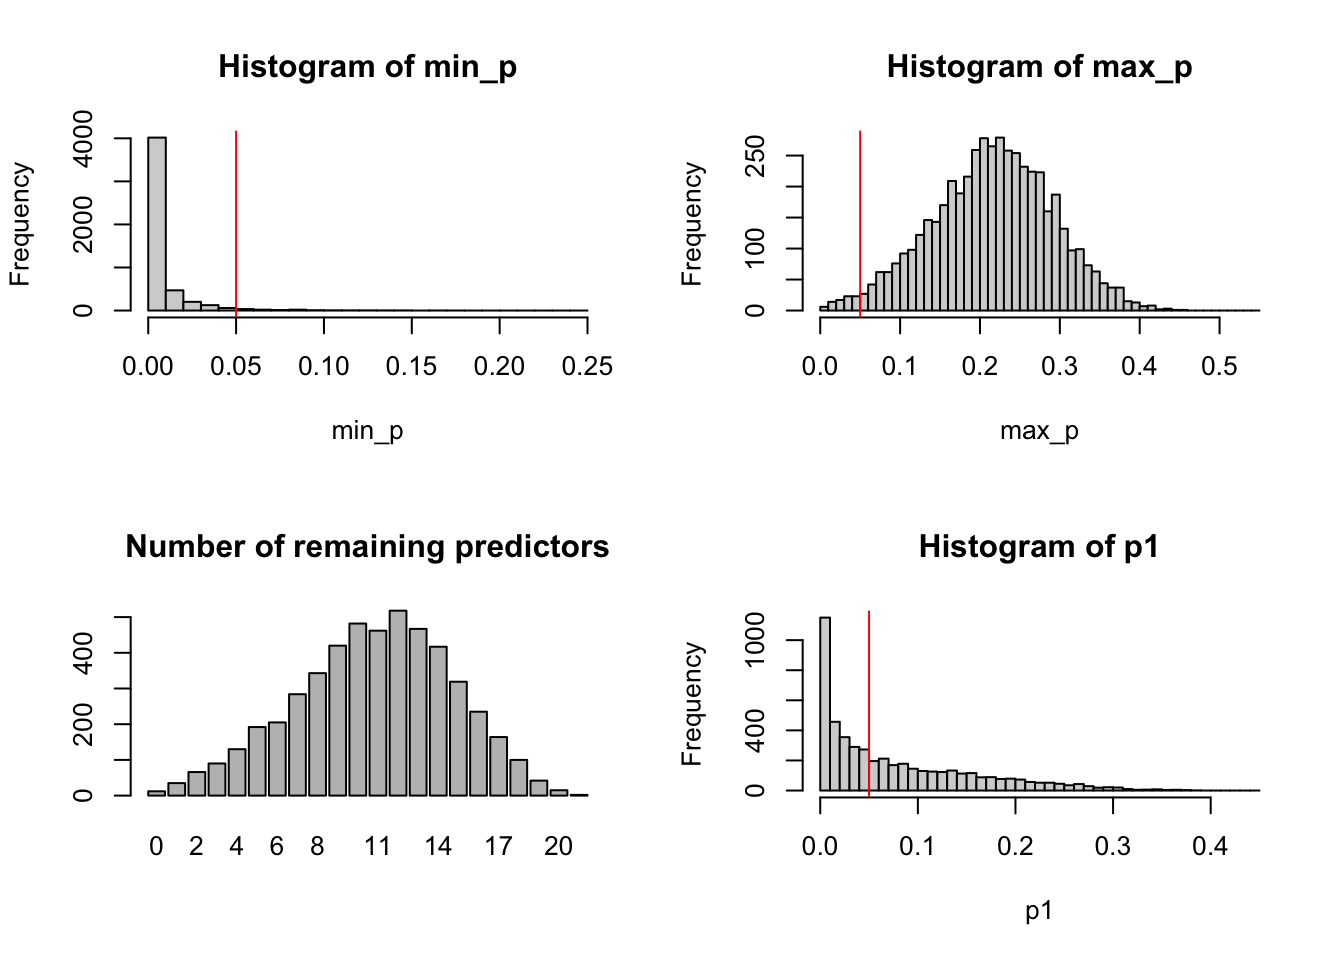 Histogram of min_p
Frequency
0 2000 4000
0.00 0.05 0.10 0.15 0.20 0.25
min_p
Histogram of max_p
Frequency
0 100 250
0.0 0.1 0.2 0.3 0.4 0.5
max_p
Number of remaining predictors
0 200 400
0 2 4 6 8 11 14 17 20
Histogram of p1
Frequency
0 400 1000
0.0 0.1 0.2 0.3 0.4
p1